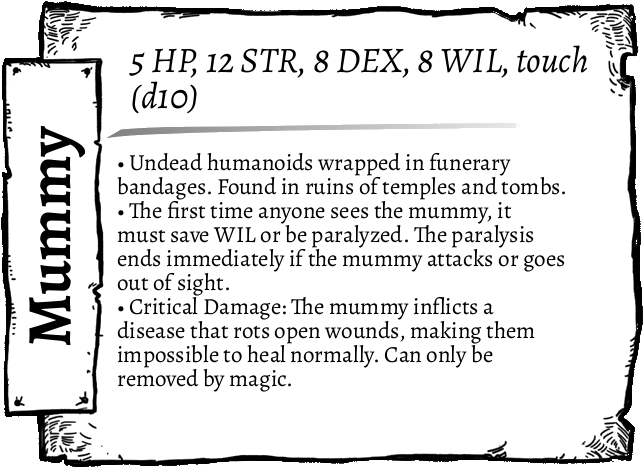 Mummy
5 HP, 12 STR, 8 DEX, 8 WIL, touch
(d10)
• Undead humanoids wrapped in funerary
bandages. Found in ruins of temples and tombs.
• The first time anyone sees the mummy, it
must save WIL or be paralyzed. The paralysis
ends immediately if the mummy attacks or goes
out of sight.
• Critical Damage: The mummy inflicts a
disease that rots open wounds, making them
impossible to heal normally. Can only be
removed by magic.